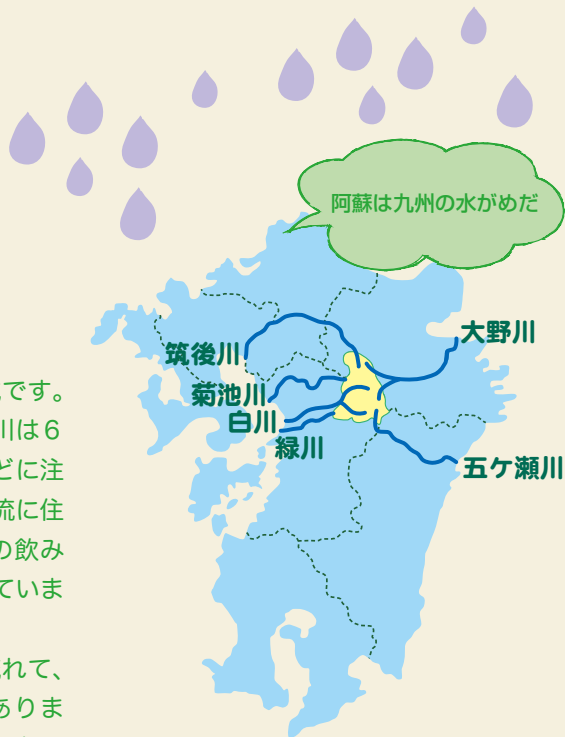 阿蘇は九州の水がめだ
大野川
筑後川
菊池川
白川
緑川
五ケ瀬川
です。
川は６
どに注
流に住
の飲み
ていま
れて、
ありま